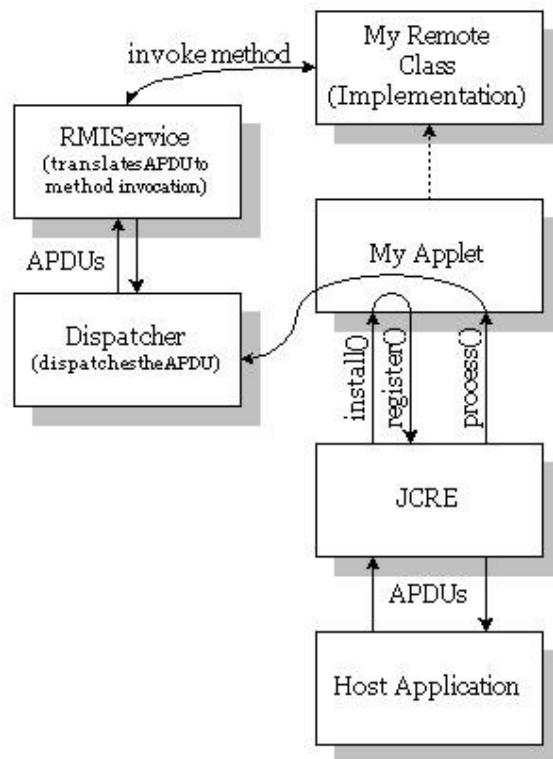 invoke method
My Remote
Class
(Implementation)
RMIService
(translatesAPDUto
method invocation)
APDUs
My Applet
Dispatcher
(dispatchestheAPDU)
install()
register()
process()
JCRE
APDUs
Host Application